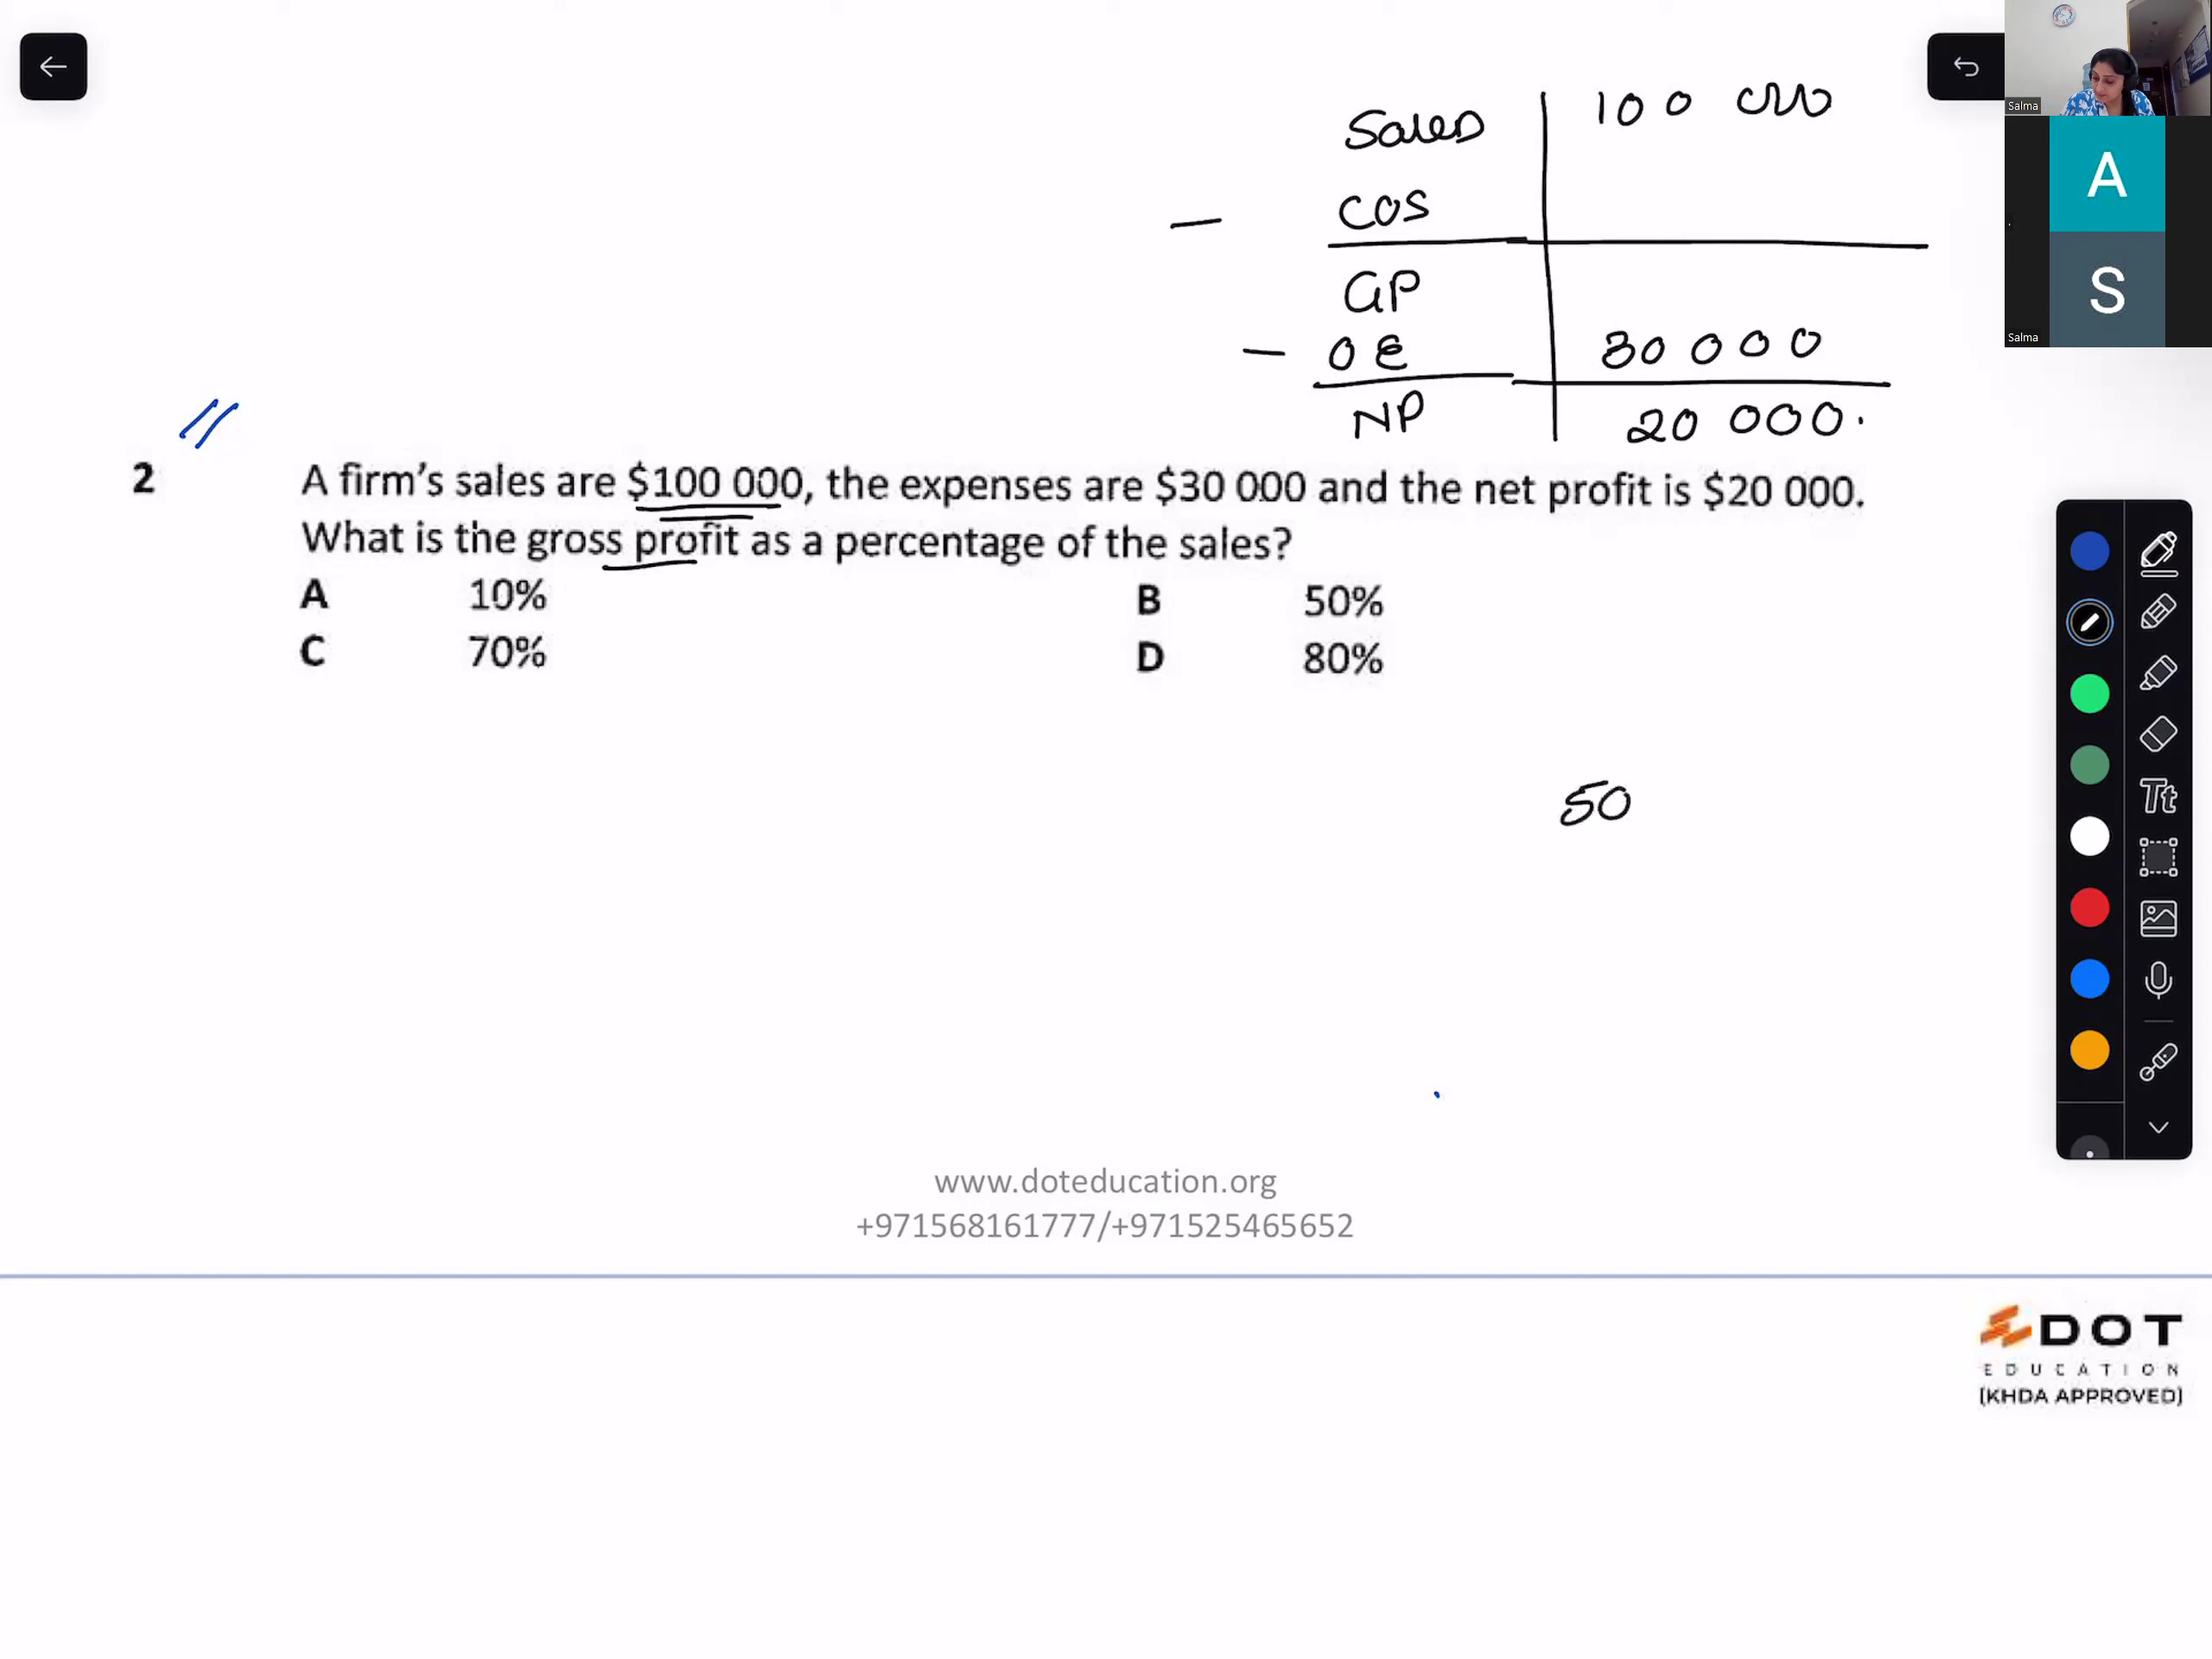 Sales 100 000
Salma
— COS
A
GP
S
— OE 30 000
Salma
NP 20 000.
2 A firm's sales are $100 000, the expenses are $30 000 and the net profit is $20 000.
What is the gross profit as a percentage of the sales?
A 10% B 50%
C 70% D 80%
Tt
50
www.doteducation.org
+971568161777/+971525465652
DOT
EDUCATION
(KHDA APPROVED)